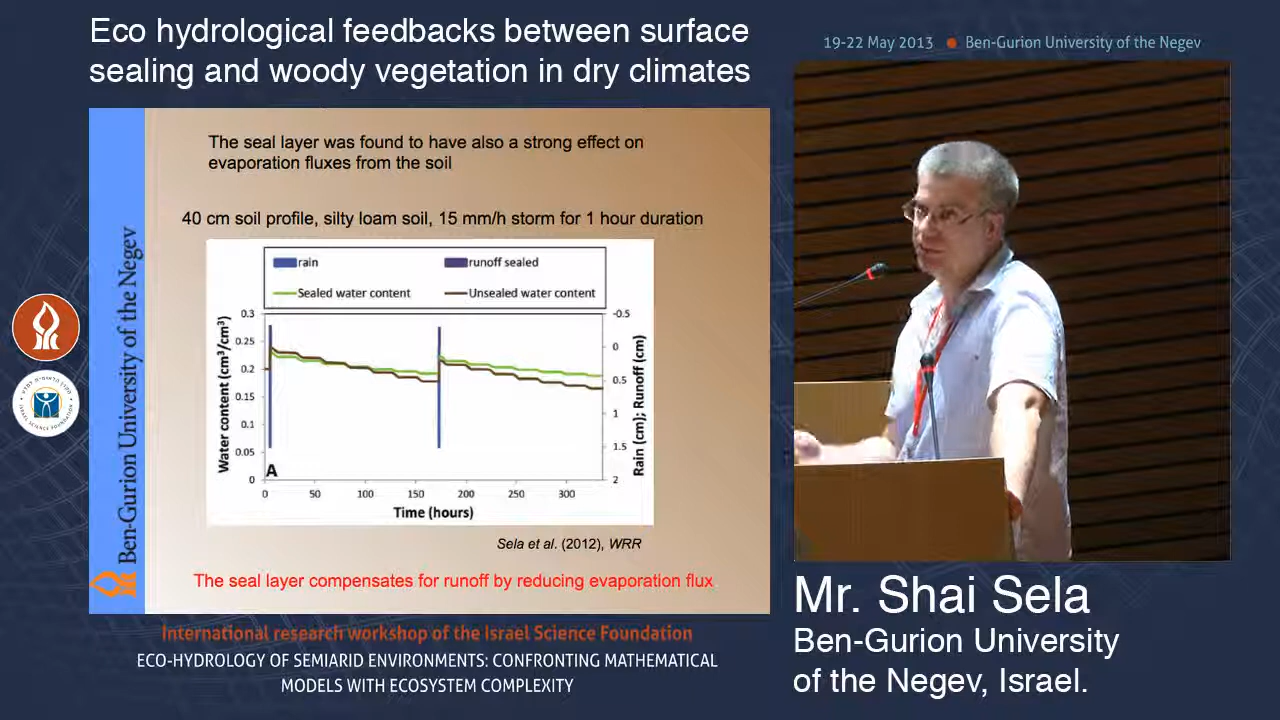 Eco hydrological feedbacks between surface
sealing and woody vegetation in dry climates
19-22 May 2013 ● Ben-Gurion University of the Negev
Ben-Gurion University of the Negev
The seal layer was found to have also a strong effect on
evaporation fluxes from the soil
40 cm soil profile, silty loam soil, 15 mm/h storm for 1 hour duration
rain
runoff sealed
Sealed water content
Unsealed water content
Water content (cm³/cm³)
0.3
0.25
0.2
0.15
0.1
0.05
0
A
-0.5
0
0.5
1
1.5
2
Rain (cm); Runoff (cm)
0 50 100 150 200 250 300
Time (hours)
Sela et al. (2012), WRR
The seal layer compensates for runoff by reducing evaporation flux
International research workshop of the Israel Science Foundation
ECO-HYDROLOGY OF SEMIARID ENVIRONMENTS: CONFRONTING MATHEMATICAL
MODELS WITH ECOSYSTEM COMPLEXITY
Mr. Shai Sela
Ben-Gurion University
of the Negev, Israel.